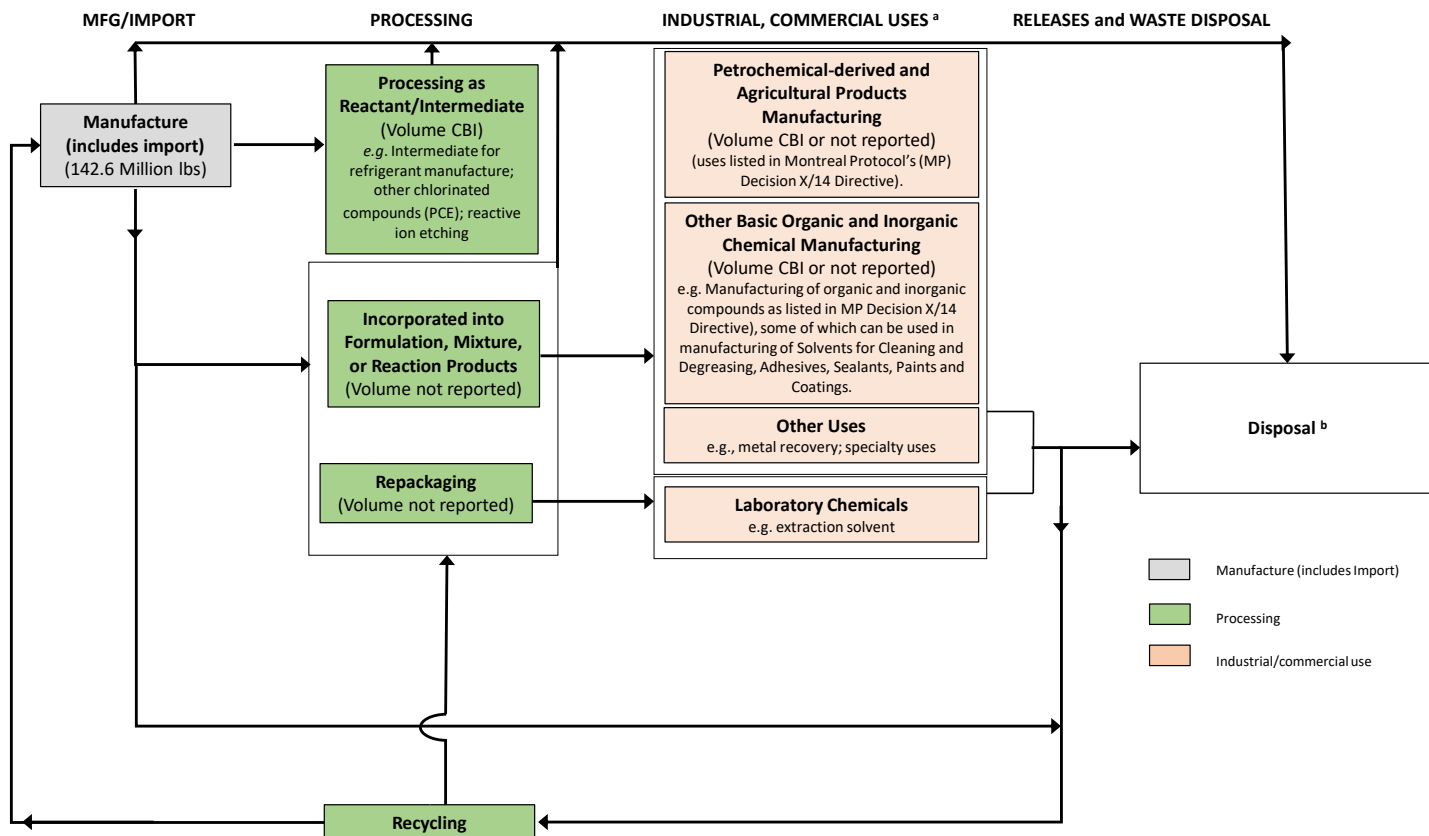 MFG/IMPORT
PROCESSING
INDUSTRIAL, COMMERCIAL USES ᵃ
RELEASES and WASTE DISPOSAL
Manufacture
(includes import)
(142.6 Million lbs)
Processing as
Reactant/Intermediate
(Volume CBI)
e.g. Intermediate for
refrigerant manufacture;
other chlorinated
compounds (PCE); reactive
ion etching
Incorporated into
Formulation, Mixture,
or Reaction Products
(Volume not reported)
Repackaging
(Volume not reported)
Recycling
Petrochemical-derived and
Agricultural Products
Manufacturing
(Volume CBI or not reported)
(uses listed in Montreal Protocol's (MP)
Decision X/14 Directive).
Other Basic Organic and Inorganic
Chemical Manufacturing
(Volume CBI or not reported)
e.g. Manufacturing of organic and inorganic
compounds as listed in MP Decision X/14
Directive), some of which can be used in
manufacturing of Solvents for Cleaning and
Degreasing, Adhesives, Sealants, Paints and
Coatings.
Other Uses
e.g., metal recovery; specialty uses
Laboratory Chemicals
e.g. extraction solvent
Disposal ᵇ
Manufacture (includes Import)
Processing
Industrial/commercial use